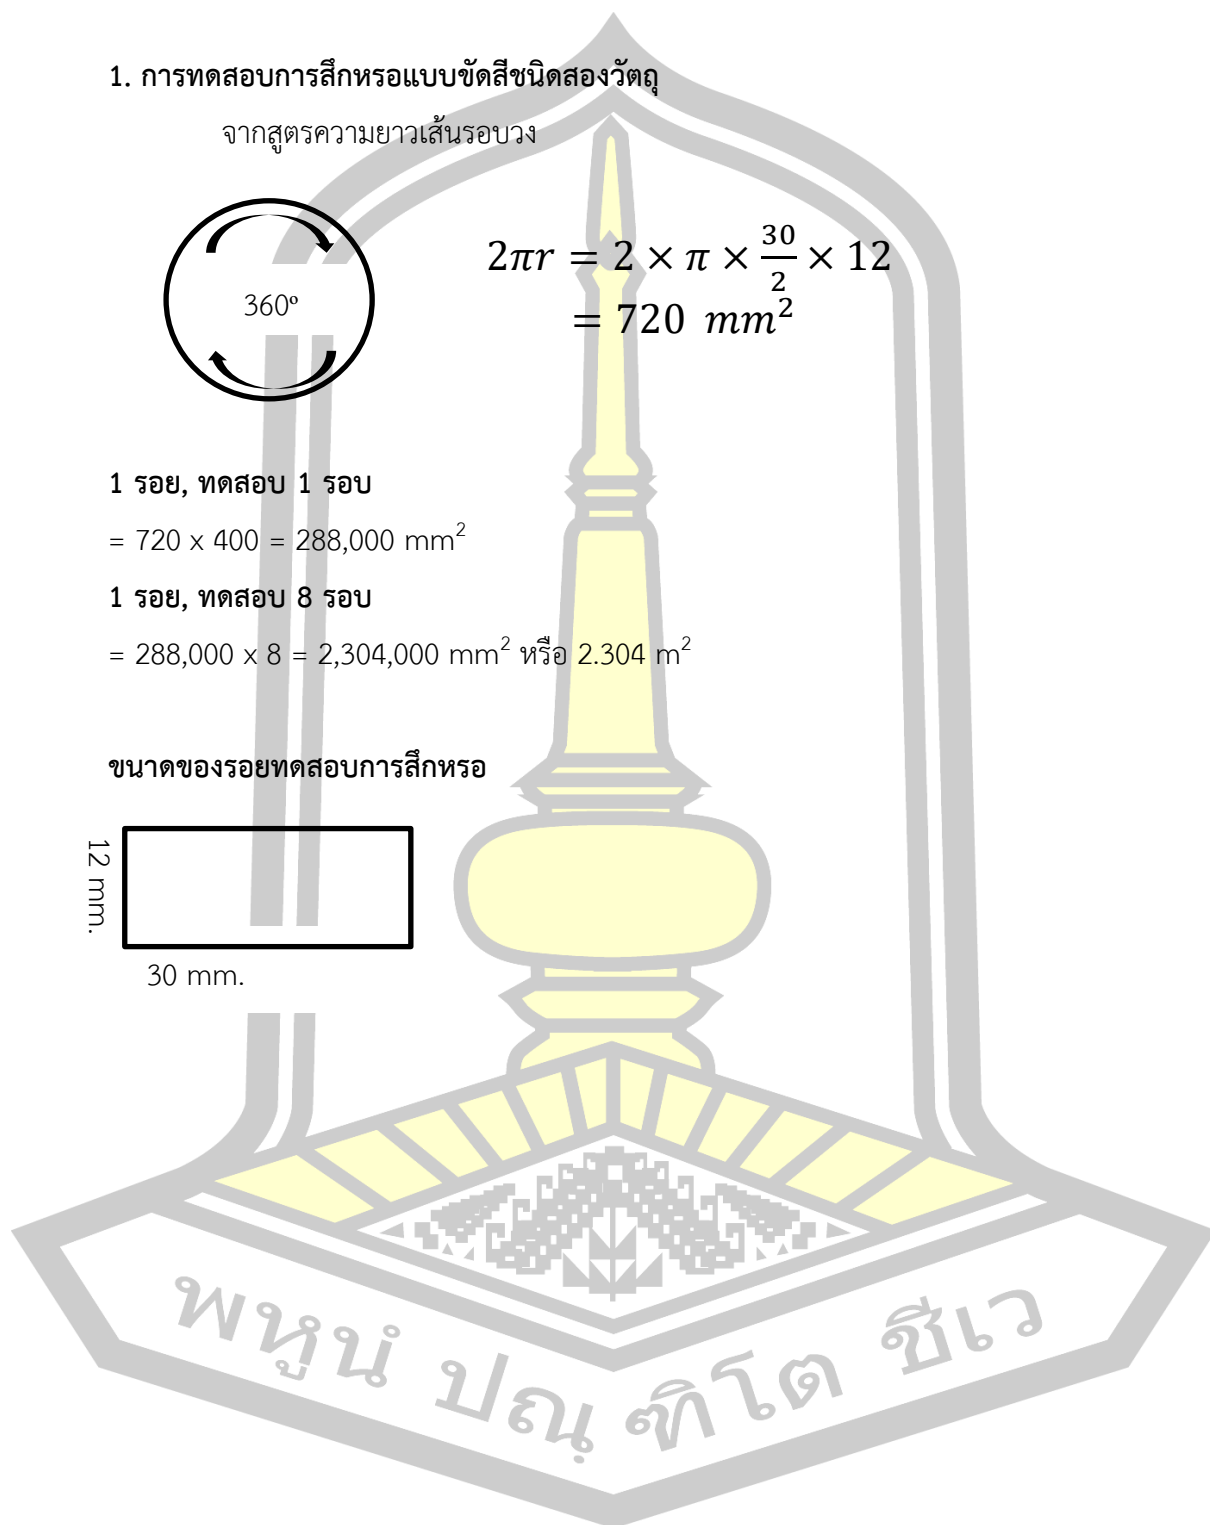 1. การทดสอบการสึกหรอแบบขัดสีชนิดสองวัตถุ
จากสูตรความยาวเส้นรอบวง
360º
2πr = 2 × π × 30/2 × 12
= 720 mm²
1 รอย, ทดสอบ 1 รอบ
= 720 x 400 = 288,000 mm²
1 รอย, ทดสอบ 8 รอบ
= 288,000 x 8 = 2,304,000 mm² หรือ 2.304 m²
ขนาดของรอยทดสอบการสึกหรอ
12 mm.
30 mm.
พหูนํ ปณฺฑิโต ชีเว